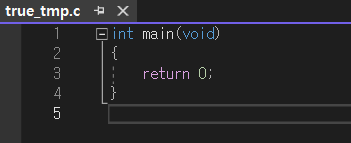 true_tmp.c
1 int main(void)
2 {
3 return 0;
4 }
5